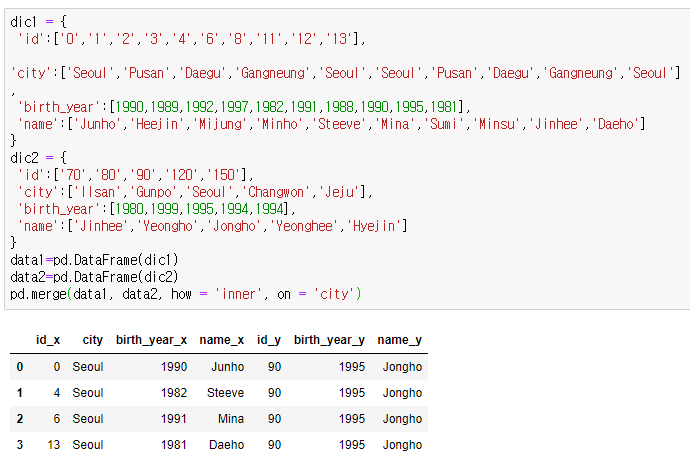 dic1 = {
'id':['0','1','2','3','4','6','8','11','12','13'],
'city':['Seoul','Pusan','Daegu','Gangneung','Seoul','Seoul','Pusan','Daegu','Gangneung','Seoul']
,
'birth_year':[1990,1989,1992,1997,1982,1991,1988,1990,1995,1981],
'name':['Junho','Heejin','Mijung','Minho','Steeve','Mina','Sumi','Minsu','Jinhee','Daeho']
}
dic2 = {
'id':['70','80','90','120','150'],
'city':['Ilsan','Gunpo','Seoul','Changwon','Jeju'],
'birth_year':[1980,1999,1995,1994,1994],
'name':['Jinhee','Yeongho','Jongho','Yeonghee','Hyejin']
}
data1=pd.DataFrame(dic1)
data2=pd.DataFrame(dic2)
pd.merge(data1, data2, how = 'inner', on = 'city')
id_x city birth_year_x name_x id_y birth_year_y name_y
0 0 Seoul 1990 Junho 90 1995 Jongho
1 4 Seoul 1982 Steeve 90 1995 Jongho
2 6 Seoul 1991 Mina 90 1995 Jongho
3 13 Seoul 1981 Daeho 90 1995 Jongho